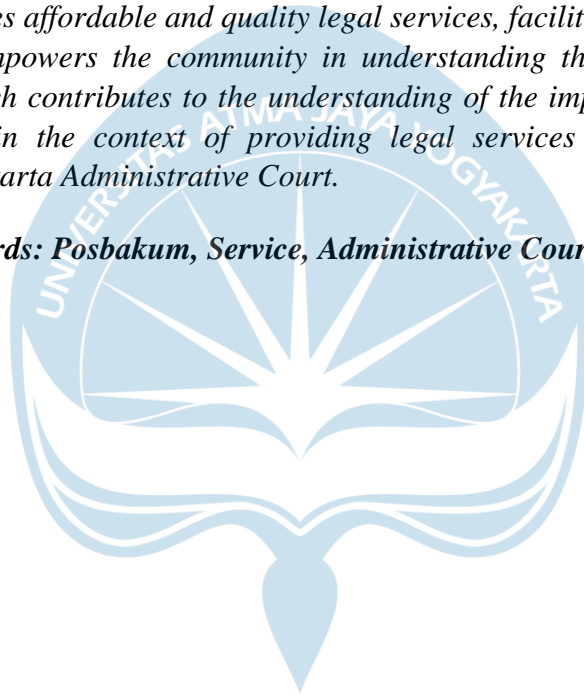 es affordable and quality legal services, facilit
npowers the community in understanding th
ch contributes to the understanding of the imp
in the context of providing legal services
arta Administrative Court.
rds: Posbakum, Service, Administrative Cour
UNIVERSITAS ATMA JAYA YOGYAKARTA